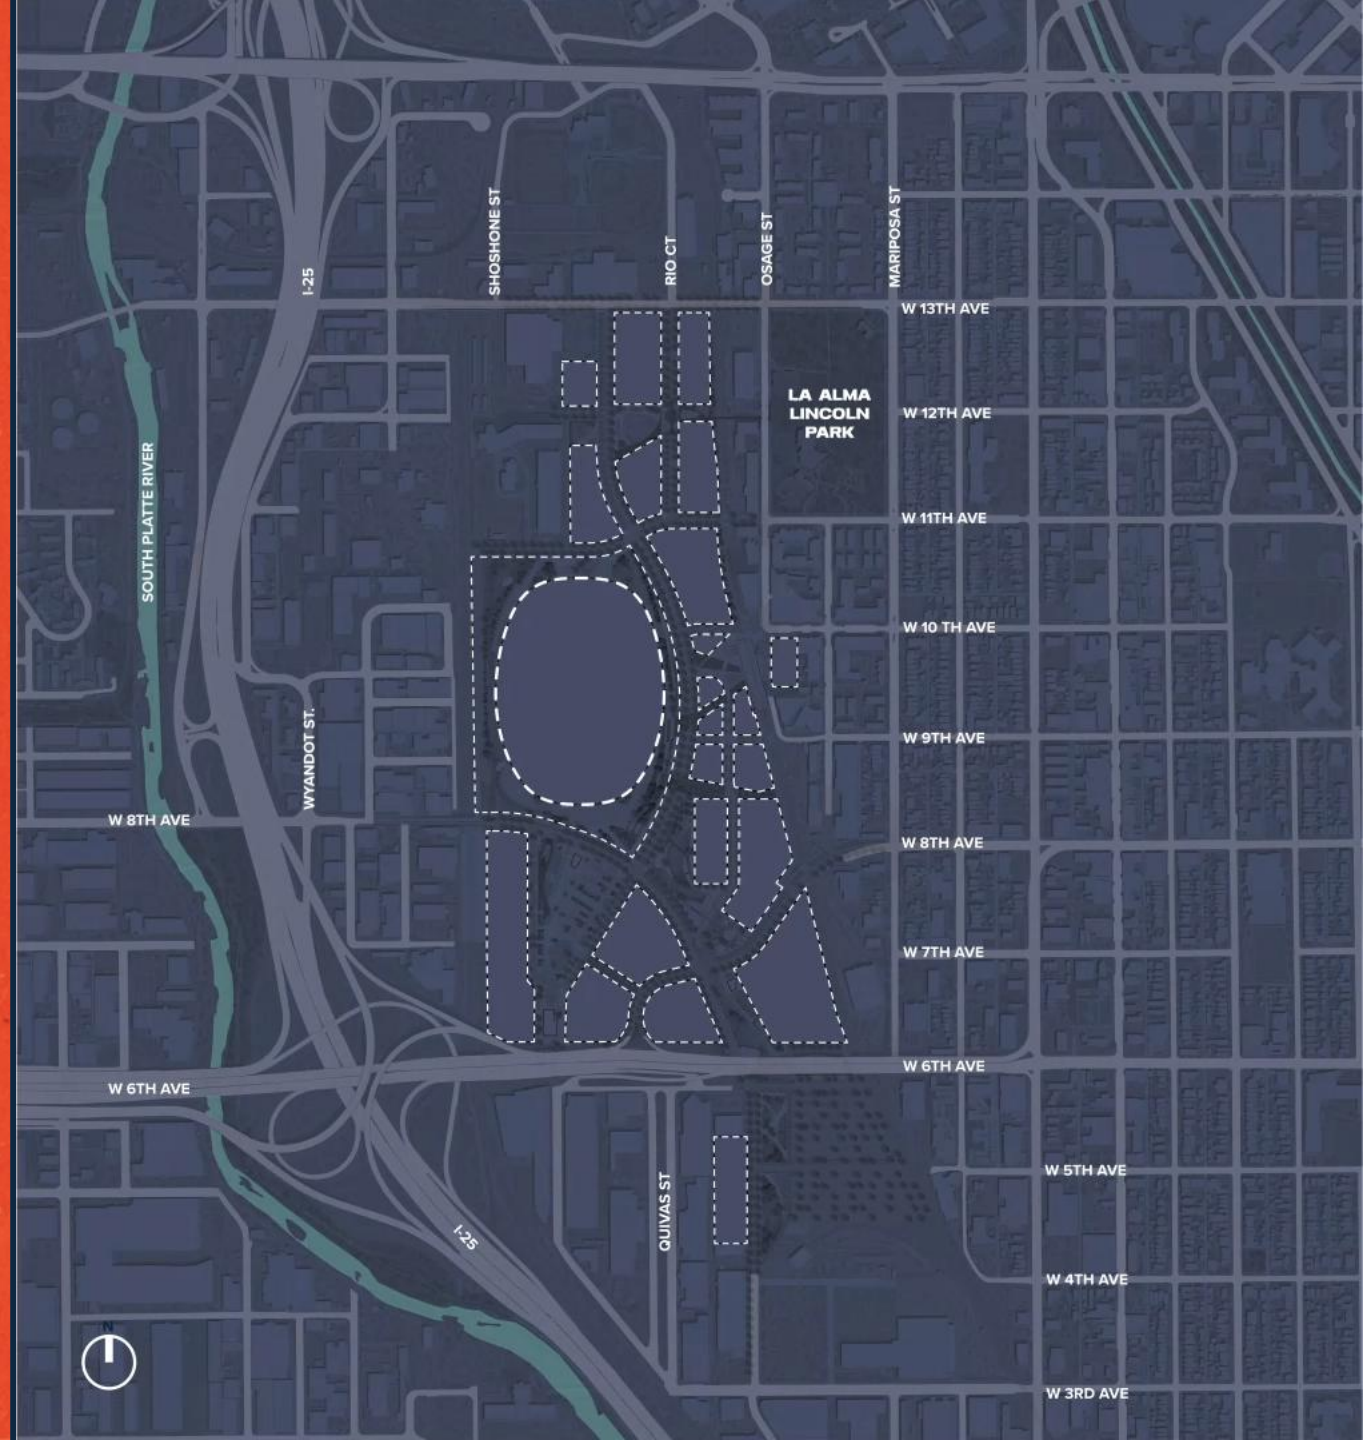 SHOSHONE ST
RIO CT
OSAGE ST
MARIPOSA ST
I-25
W 13TH AVE
LA ALMA
LINCOLN
PARK
W 12TH AVE
SOUTH PLATTE RIVER
W 11TH AVE
W 10 TH AVE
WYANDOT ST.
W 9TH AVE
W 8TH AVE
W 8TH AVE
W 7TH AVE
W 6TH AVE
W 6TH AVE
W 5TH AVE
QUIVAS ST
I-25
W 4TH AVE
N
W 3RD AVE